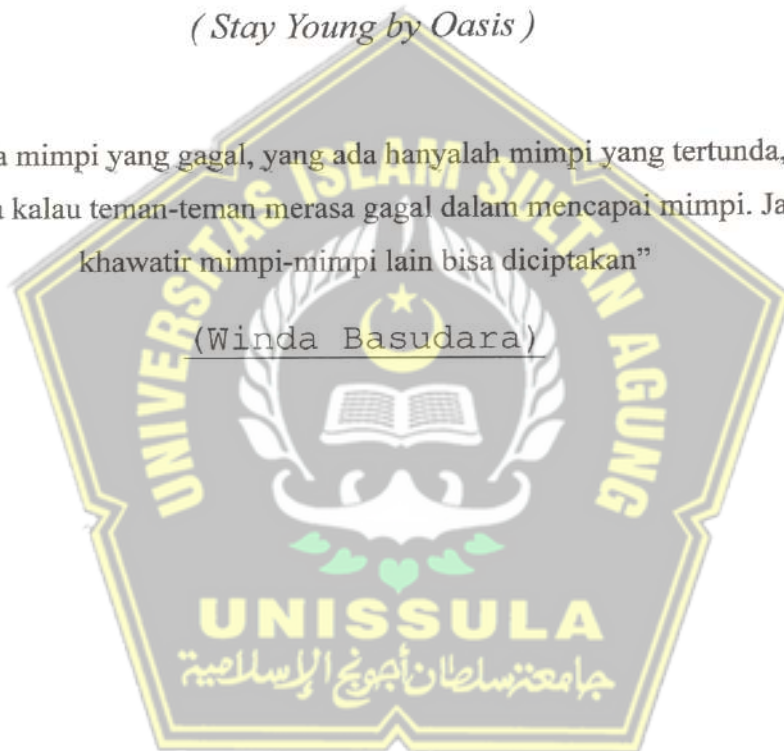 ( Stay Young by Oasis )
a mimpi yang gagal, yang ada hanyalah mimpi yang tertunda,
kalau teman-teman merasa gagal dalam mencapai mimpi. Ja
khawatir mimpi-mimpi lain bisa diciptakan”
(Winda Basudara)
UNIVERSITAS ISLAM SULTAN AGUNG
UNISSULA
جامعة سلطان أجونج الإسلامية